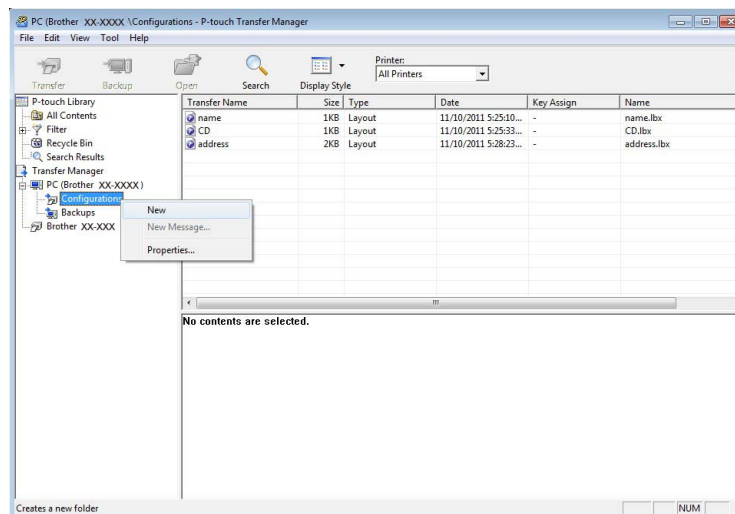 PC (Brother XX-XXXX \Configurations - P-touch Transfer Manager
File Edit View Tool Help
Transfer Backup Open Search Display Style Printer: All Printers
P-touch Library
All Contents
Filter
Recycle Bin
Search Results
Transfer Manager
PC (Brother XX-XXXX)
Configurations
Backups
Brother XX-XXX
New
New Message...
Properties...
Transfer Name Size Type Date Key Assign Name
name 1KB Layout 11/10/2011 5:25:10... - name.lbx
CD 1KB Layout 11/10/2011 5:25:33... - CD.lbx
address 2KB Layout 11/10/2011 5:28:23... - address.lbx
No contents are selected.
Creates a new folder NUM